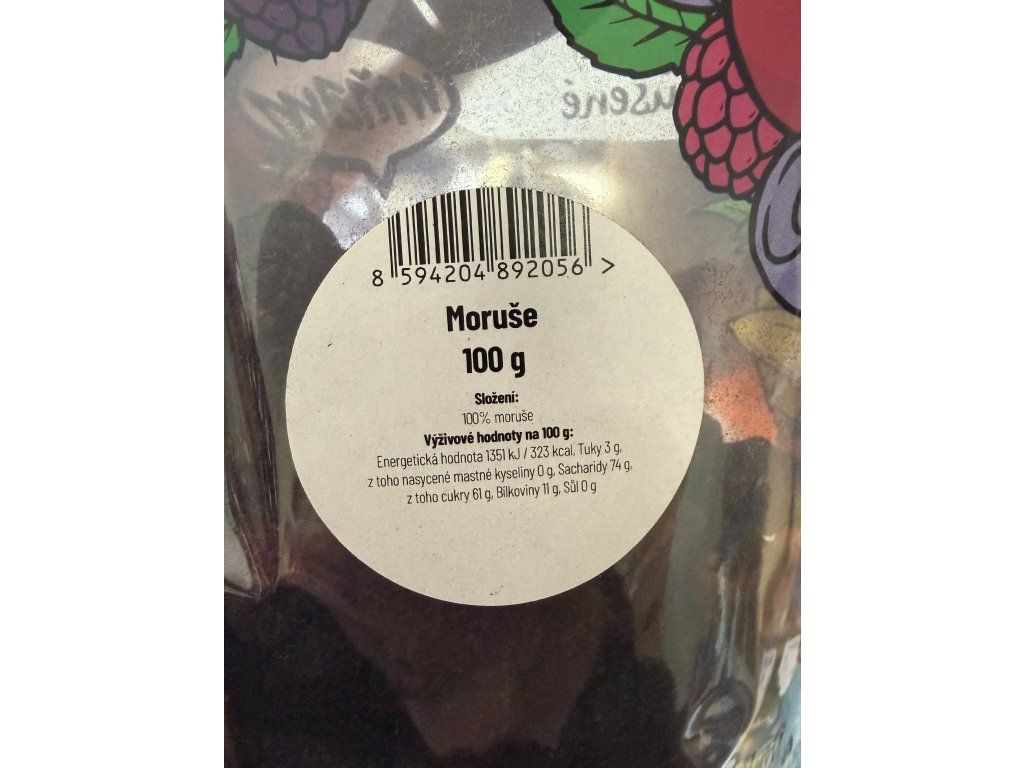 ušené
8 594204 892056 >
Moruše
100 g
Složení:
100% moruše
Výživové hodnoty na 100 g:
Energetická hodnota 1351 kJ / 323 kcal, Tuky 3 g,
z toho nasycené mastné kyseliny 0 g, Sacharidy 74 g,
z toho cukry 61 g, Bílkoviny 11 g, Sůl 0 g